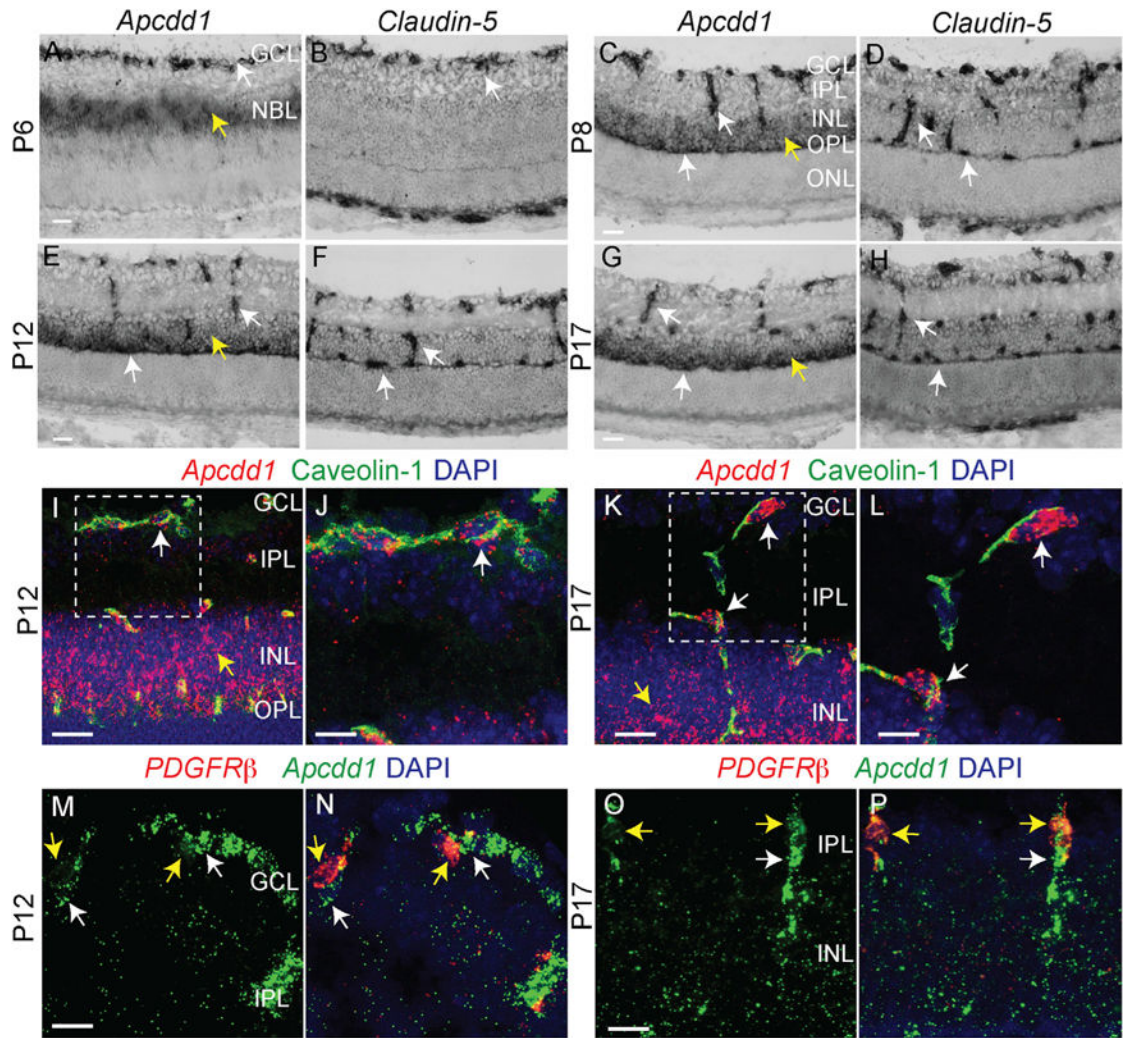 Apcdd1 Claudin-5 Apcdd1 Claudin-5
P6 A GCL NBL B P8 C GCL IPL INL OPL ONL D
P12 E F P17 G H
Apcdd1 Caveolin-1 DAPI Apcdd1 Caveolin-1 DAPI
P12 I GCL IPL INL OPL J P17 K GCL IPL INL L
PDGFRβ Apcdd1 DAPI PDGFRβ Apcdd1 DAPI
P12 M GCL IPL N P17 O IPL INL P